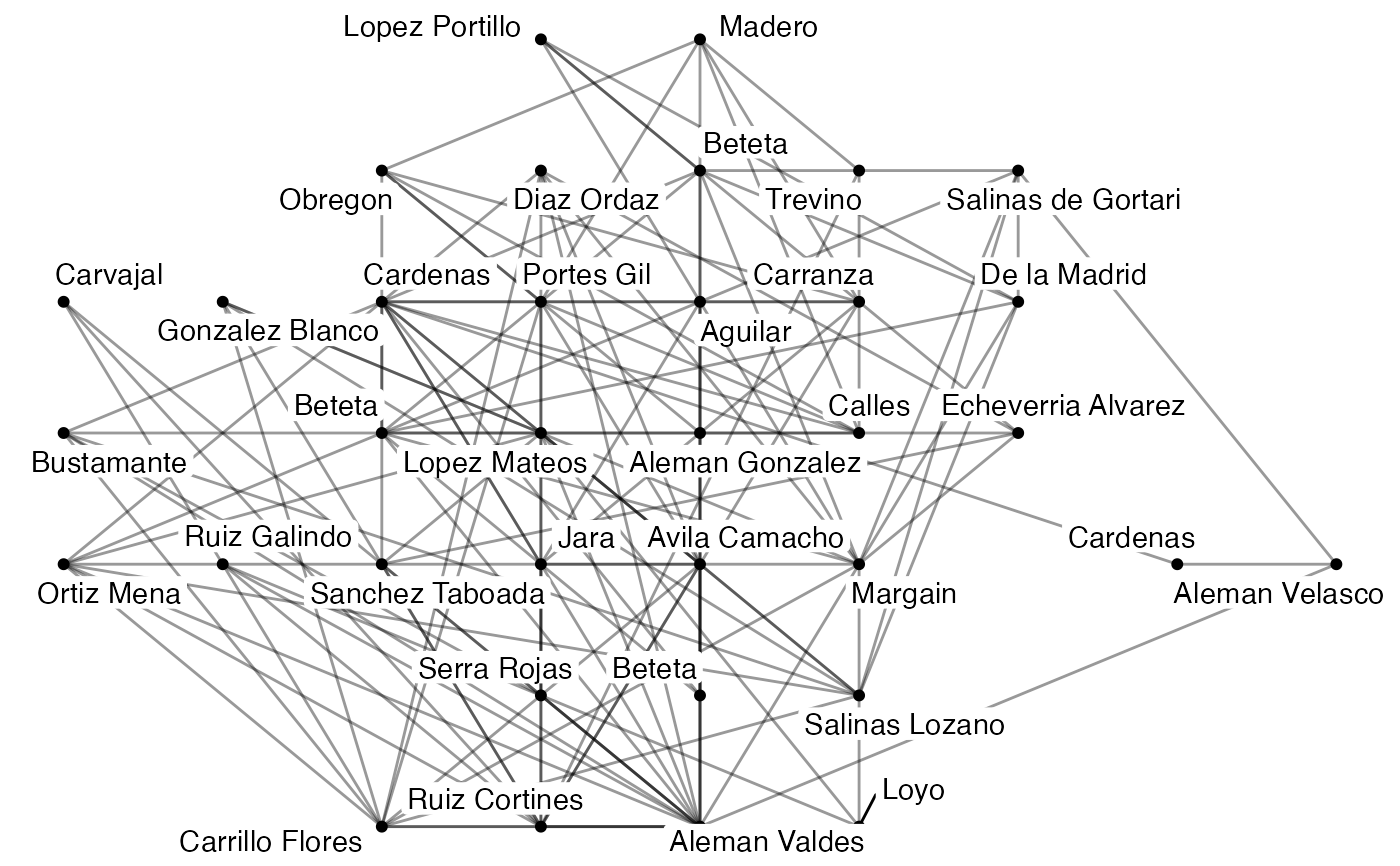 Lopez Portillo
Madero
Beteta
Obregon
Diaz Ordaz
Trevino
Salinas de Gortari
Carvajal
Cardenas
Portes Gil
Carranza
De la Madrid
Gonzalez Blanco
Aguilar
Beteta
Calles
Echeverria Alvarez
Bustamante
Lopez Mateos
Aleman Gonzalez
Ruiz Galindo
Jara
Avila Camacho
Cardenas
Ortiz Mena
Sanchez Taboada
Margain
Aleman Velasco
Serra Rojas
Beteta
Salinas Lozano
Loyo
Ruiz Cortines
Carrillo Flores
Aleman Valdes